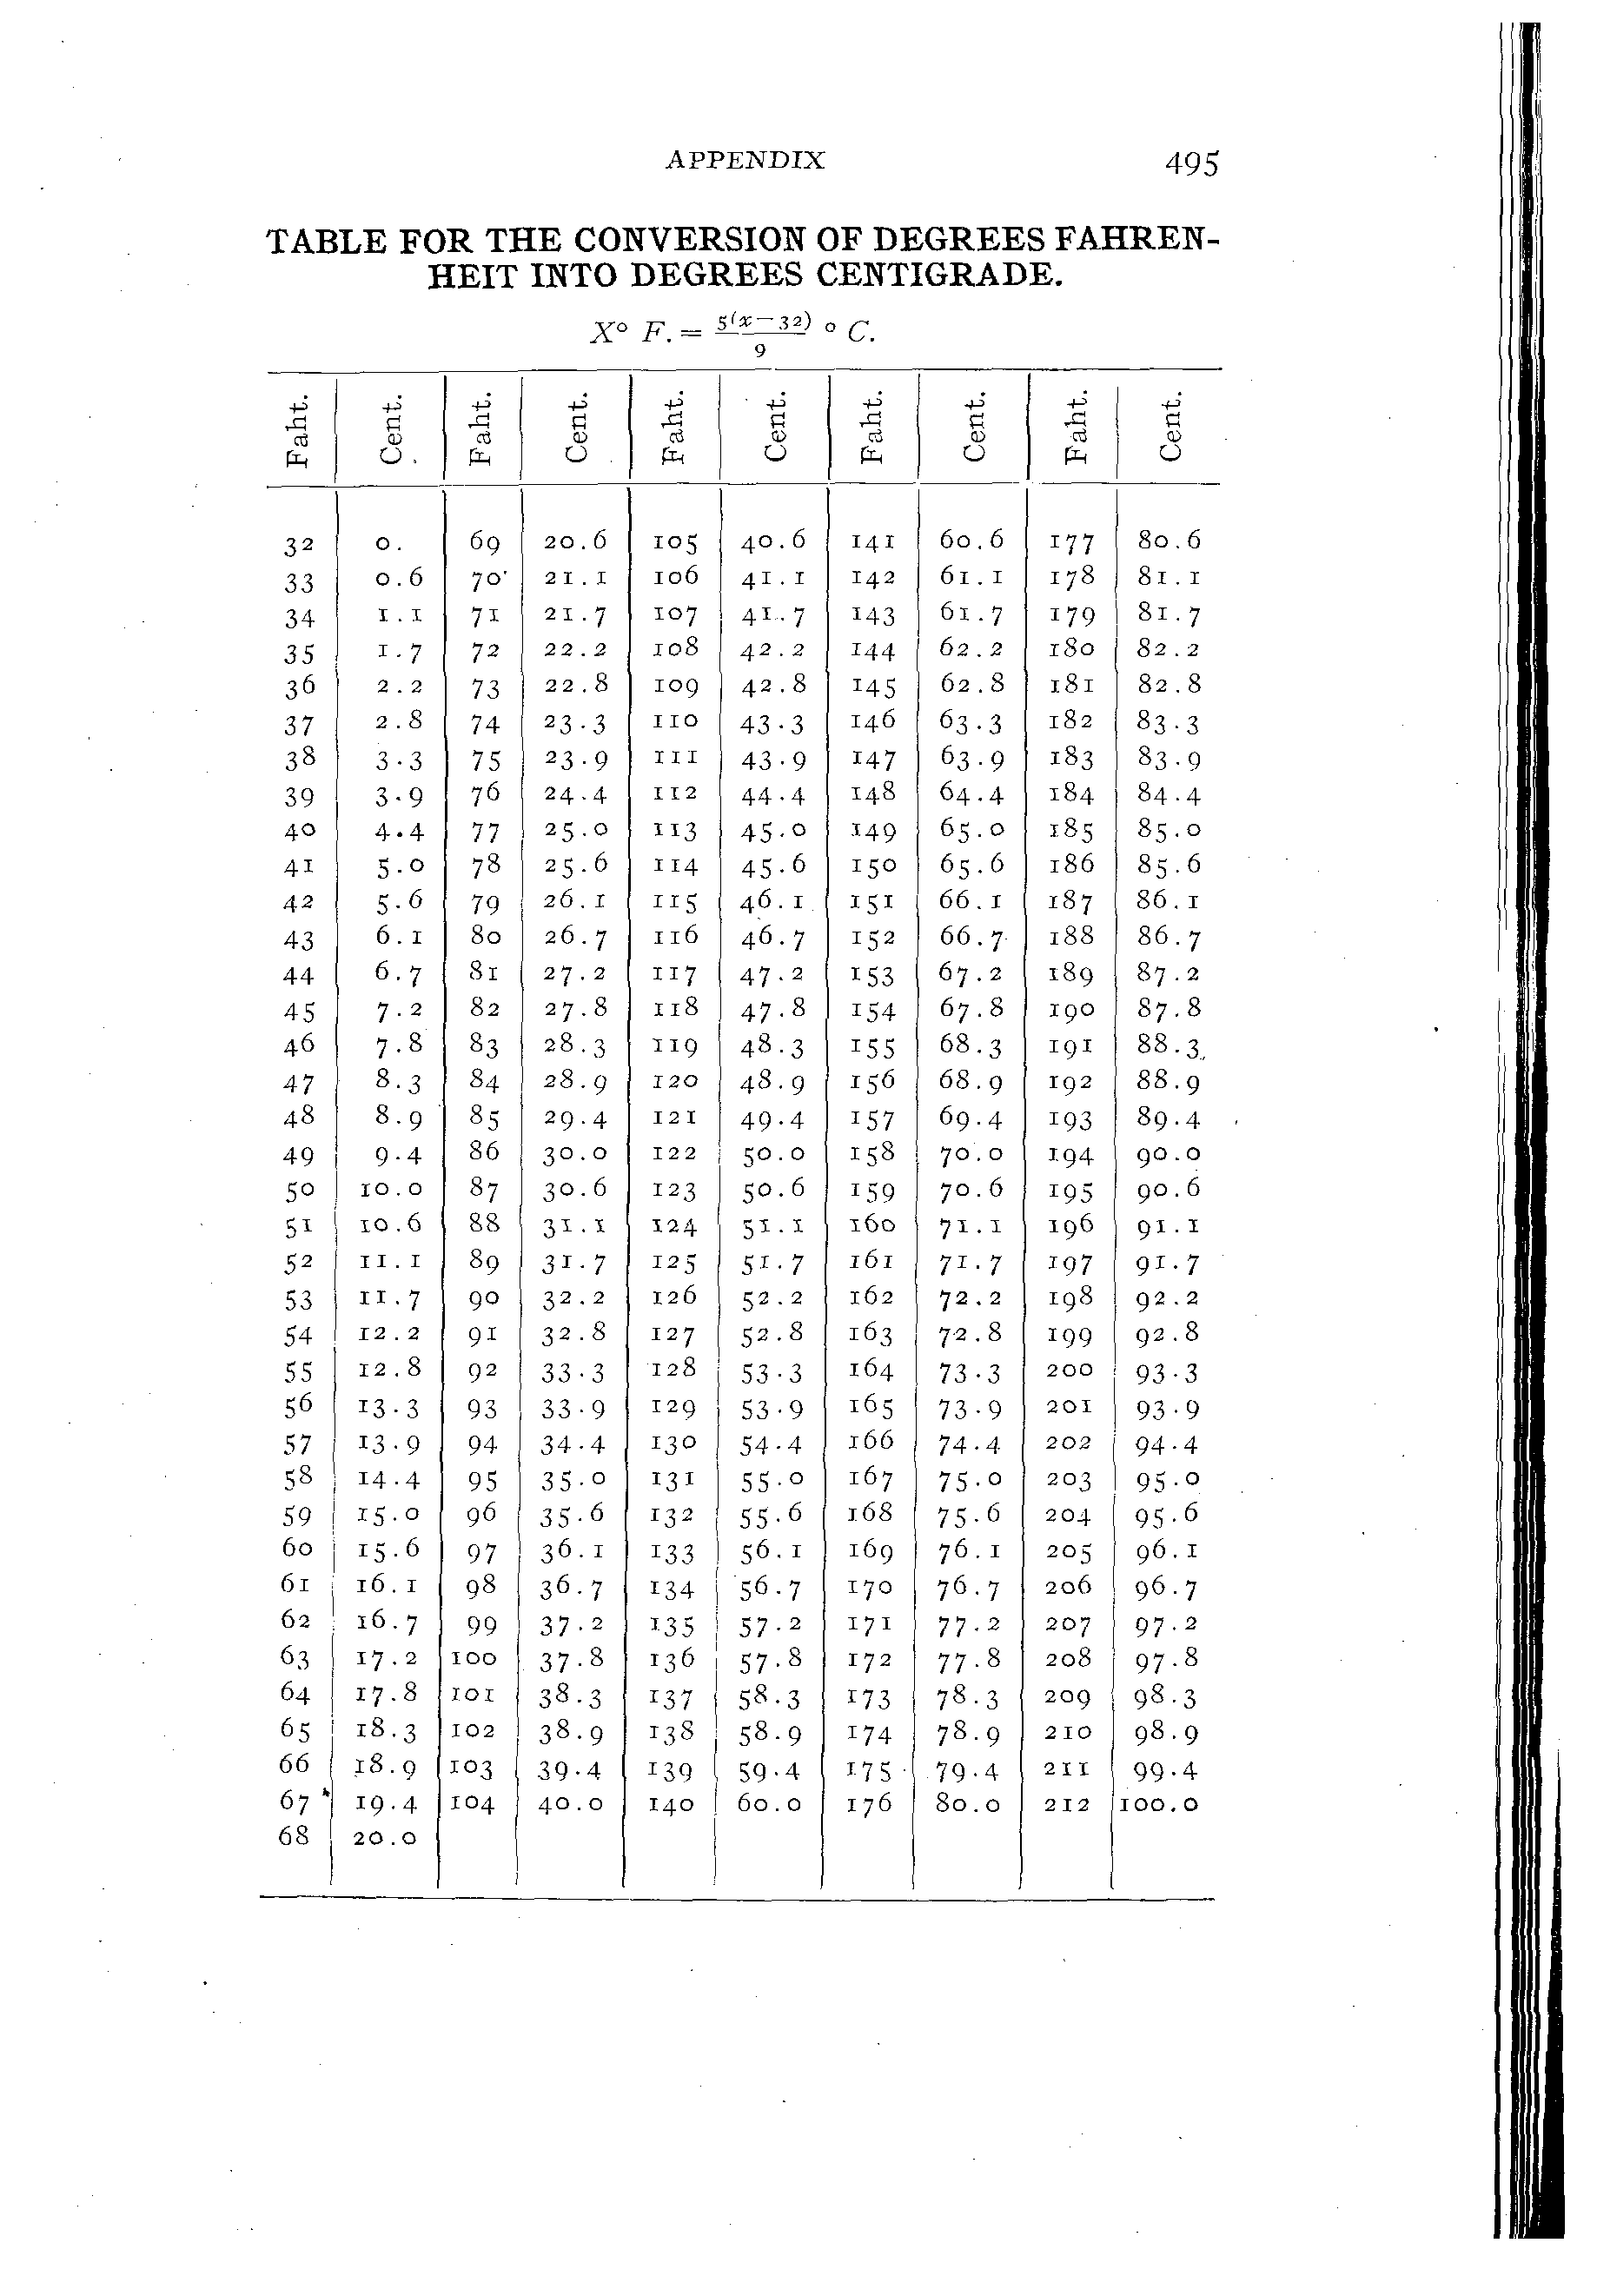 APPENDIX 495
TABLE FOR THE CONVERSION OF DEGREES FAHREN-
HEIT INTO DEGREES CENTIGRADE.
X° F. = 5(x−32) ° C.
9
Faht. Cent. Faht. Cent. Faht. Cent. Faht. Cent. Faht. Cent.
32 0. 69 20.6 105 40.6 141 60.6 177 80.6
33 0.6 70 21.1 106 41.1 142 61.1 178 81.1
34 1.1 71 21.7 107 41.7 143 61.7 179 81.7
35 1.7 72 22.2 108 42.2 144 62.2 180 82.2
36 2.2 73 22.8 109 42.8 145 62.8 181 82.8
37 2.8 74 23.3 110 43.3 146 63.3 182 83.3
38 3.3 75 23.9 111 43.9 147 63.9 183 83.9
39 3.9 76 24.4 112 44.4 148 64.4 184 84.4
40 4.4 77 25.0 113 45.0 149 65.0 185 85.0
41 5.0 78 25.6 114 45.6 150 65.6 186 85.6
42 5.6 79 26.1 115 46.1 151 66.1 187 86.1
43 6.1 80 26.7 116 46.7 152 66.7 188 86.7
44 6.7 81 27.2 117 47.2 153 67.2 189 87.2
45 7.2 82 27.8 118 47.8 154 67.8 190 87.8
46 7.8 83 28.3 119 48.3 155 68.3 191 88.3
47 8.3 84 28.9 120 48.9 156 68.9 192 88.9
48 8.9 85 29.4 121 49.4 157 69.4 193 89.4
49 9.4 86 30.0 122 50.0 158 70.0 194 90.0
50 10.0 87 30.6 123 50.6 159 70.6 195 90.6
51 10.6 88 31.1 124 51.1 160 71.1 196 91.1
52 11.1 89 31.7 125 51.7 161 71.7 197 91.7
53 11.7 90 32.2 126 52.2 162 72.2 198 92.2
54 12.2 91 32.8 127 52.8 163 72.8 199 92.8
55 12.8 92 33.3 128 53.3 164 73.3 200 93.3
56 13.3 93 33.9 129 53.9 165 73.9 201 93.9
57 13.9 94 34.4 130 54.4 166 74.4 202 94.4
58 14.4 95 35.0 131 55.0 167 75.0 203 95.0
59 15.0 96 35.6 132 55.6 168 75.6 204 95.6
60 15.6 97 36.1 133 56.1 169 76.1 205 96.1
61 16.1 98 36.7 134 56.7 170 76.7 206 96.7
62 16.7 99 37.2 135 57.2 171 77.2 207 97.2
63 17.2 100 37.8 136 57.8 172 77.8 208 97.8
64 17.8 101 38.3 137 58.3 173 78.3 209 98.3
65 18.3 102 38.9 138 58.9 174 78.9 210 98.9
66 18.9 103 39.4 139 59.4 175 79.4 211 99.4
67 19.4 104 40.0 140 60.0 176 80.0 212 100.0
68 20.0